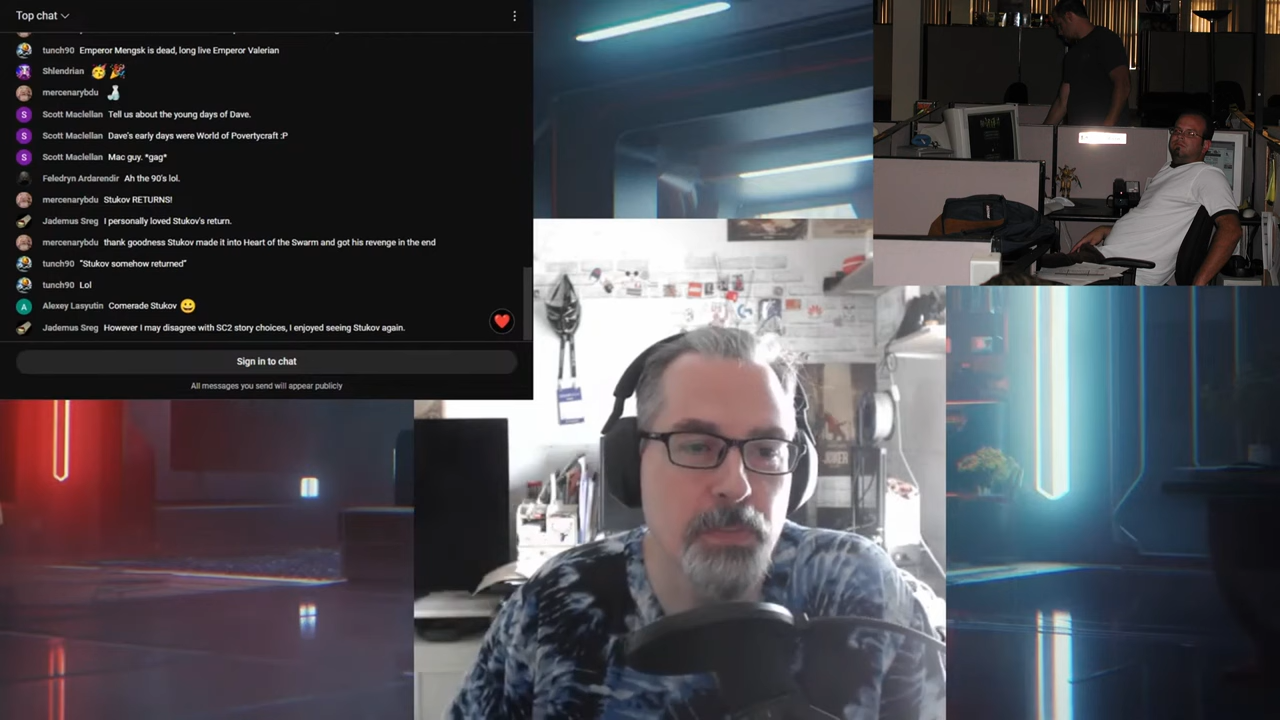 Top chat
tunch90 Emperor Mengsk is dead, long live Emperor Valerian
Shlendrian 🥳🎉
mercenarybdu
S Scott Maclellan Tell us about the young days of Dave.
S Scott Maclellan Dave's early days were World of Povertycraft :P
S Scott Maclellan Mac guy. *gag*
Feledryn Ardarendir Ah the 90's lol.
mercenarybdu Stukov RETURNS!
Jademus Sreg I personally loved Stukov's return.
mercenarybdu thank goodness Stukov made it into Heart of the Swarm and got his revenge in the end
tunch90 "Stukov somehow returned"
tunch90 Lol
A Alexey Lasyutin Comerade Stukov 😀
Jademus Sreg However I may disagree with SC2 story choices, I enjoyed seeing Stukov again.
Sign in to chat
All messages you send will appear publicly
JOKER